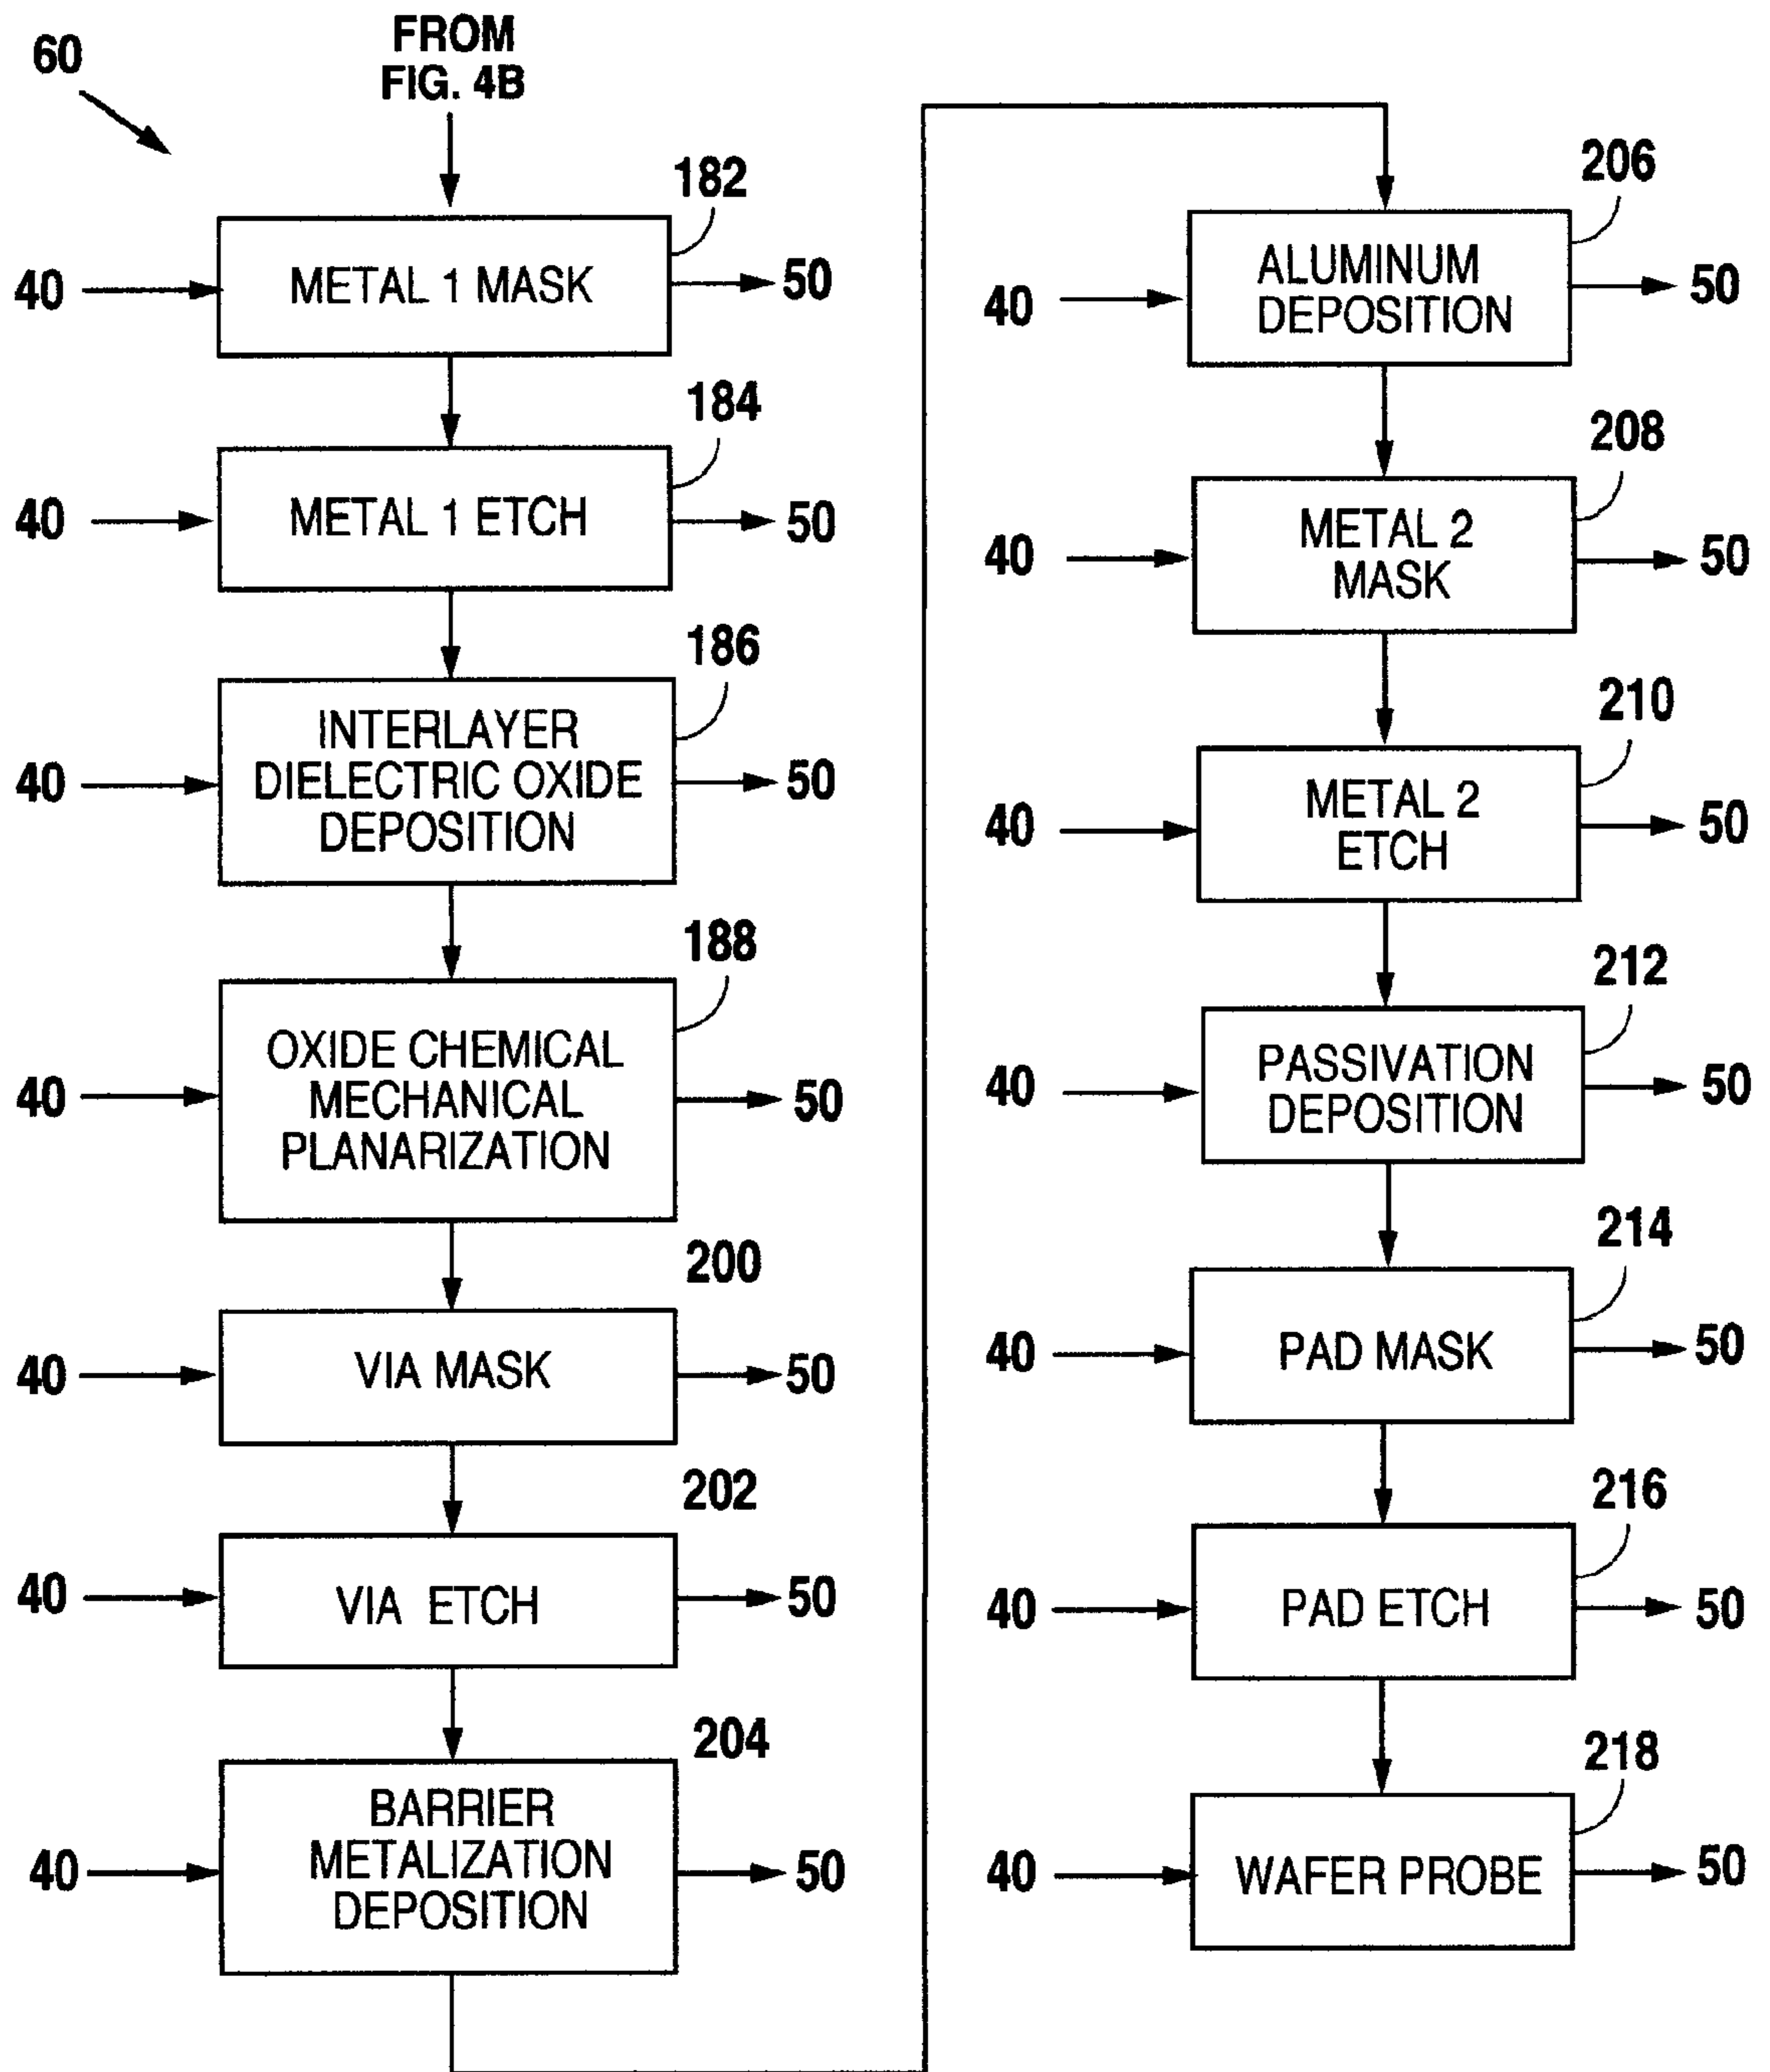 60
FROM
FIG. 4B
182
40
METAL 1 MASK
50
184
40
METAL 1 ETCH
50
186
40
INTERLAYER
DIELECTRIC OXIDE
DEPOSITION
50
188
40
OXIDE CHEMICAL
MECHANICAL
PLANARIZATION
50
200
40
VIA MASK
50
202
40
VIA ETCH
50
204
40
BARRIER
METALIZATION
DEPOSITION
50
206
40
ALUMINUM
DEPOSITION
50
208
40
METAL 2
MASK
50
210
40
METAL 2
ETCH
50
212
40
PASSIVATION
DEPOSITION
50
214
40
PAD MASK
50
216
40
PAD ETCH
50
218
40
WAFER PROBE
50